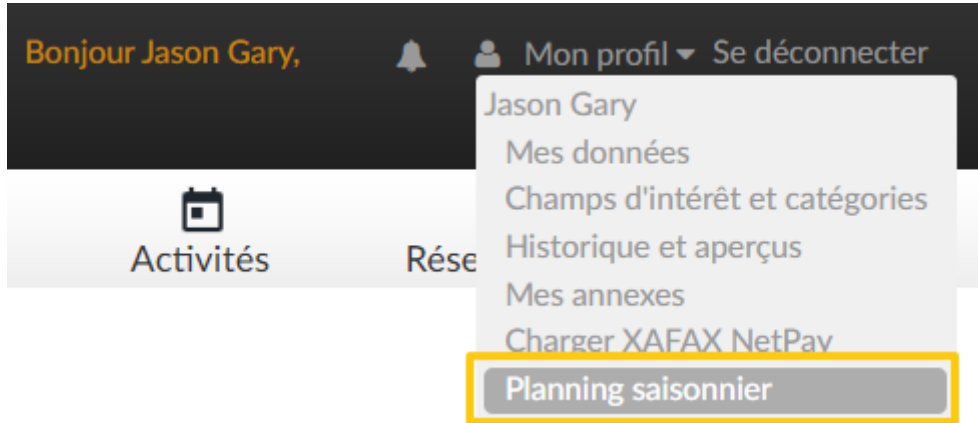 Bonjour Jason Gary, Mon profil Se déconnecter
Jason Gary
Mes données
Champs d'intérêt et catégories
Activités Rése Historique et aperçus
Mes annexes
Charger XAFAX NetPay
Planning saisonnier